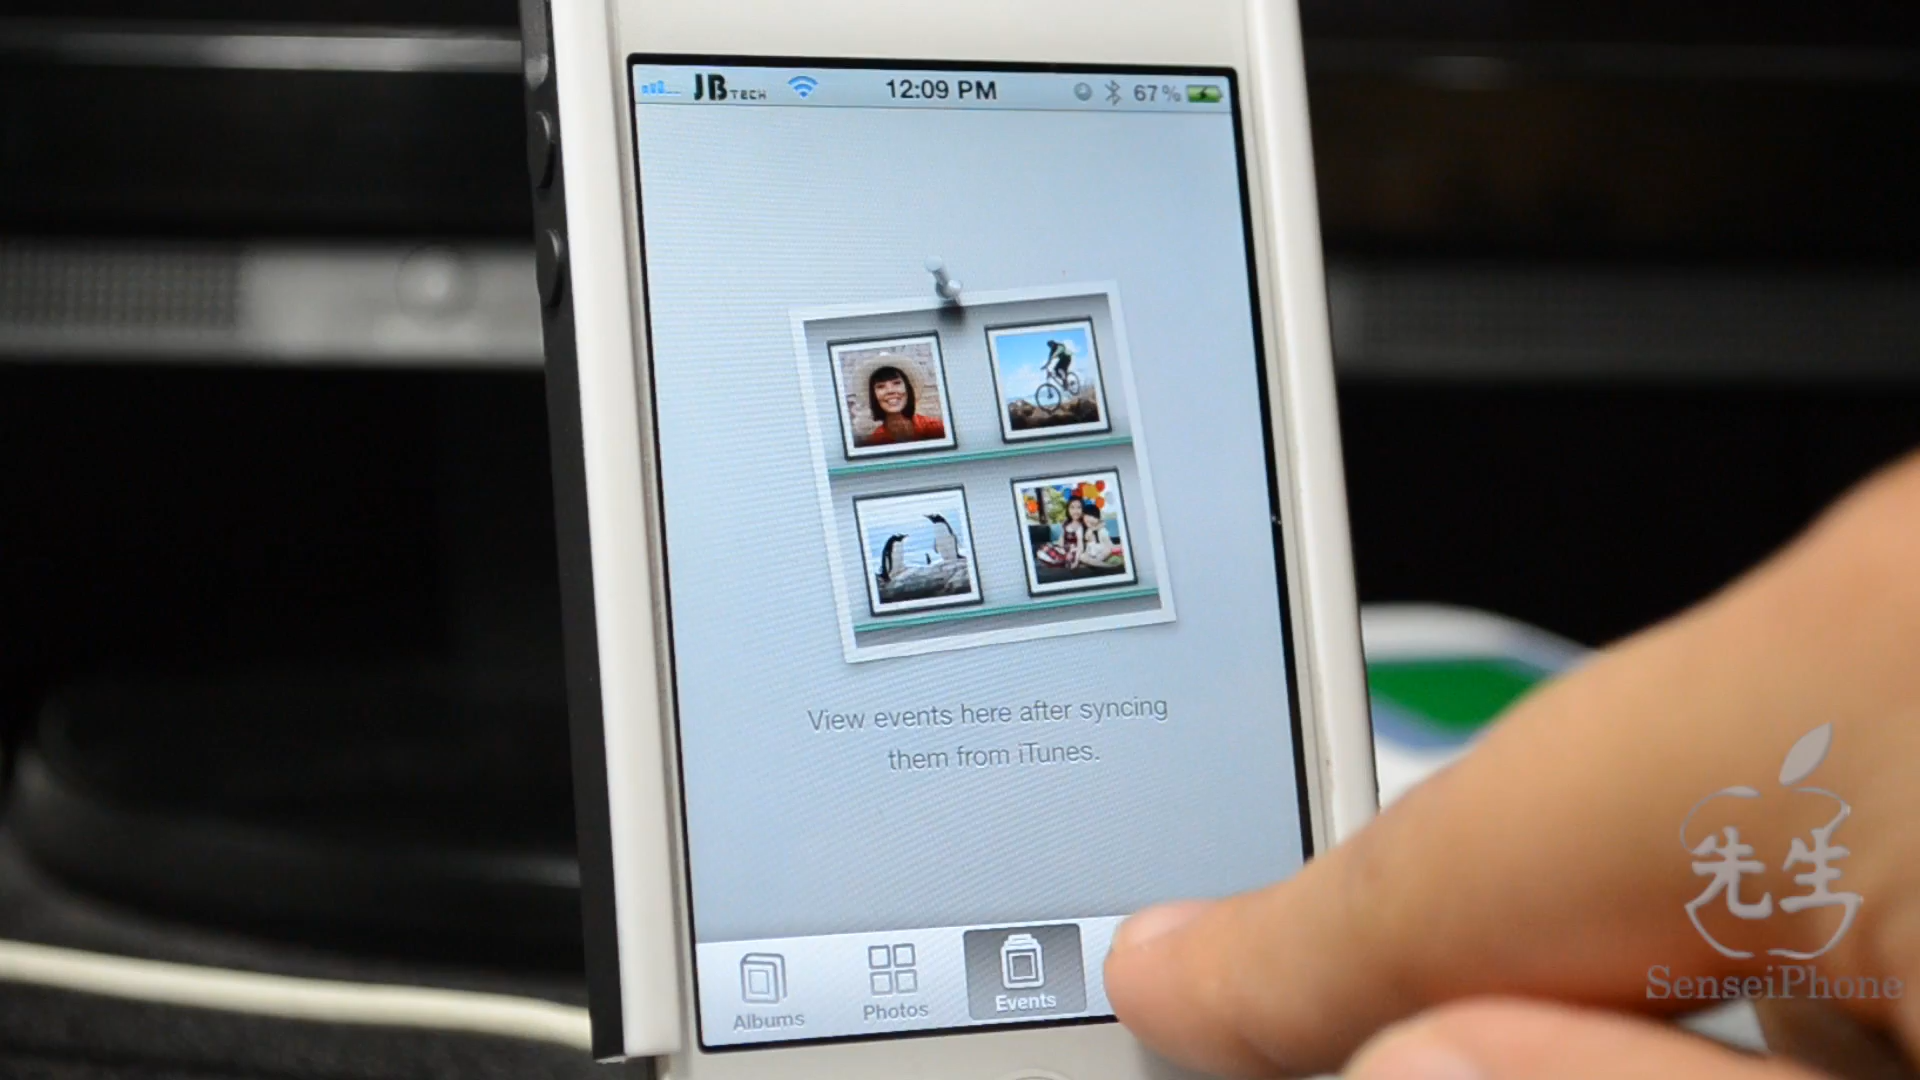 JB TECH 12:09 PM 67%
View events here after syncing
them from iTunes.
Albums Photos Events
先生
SenseiPhone